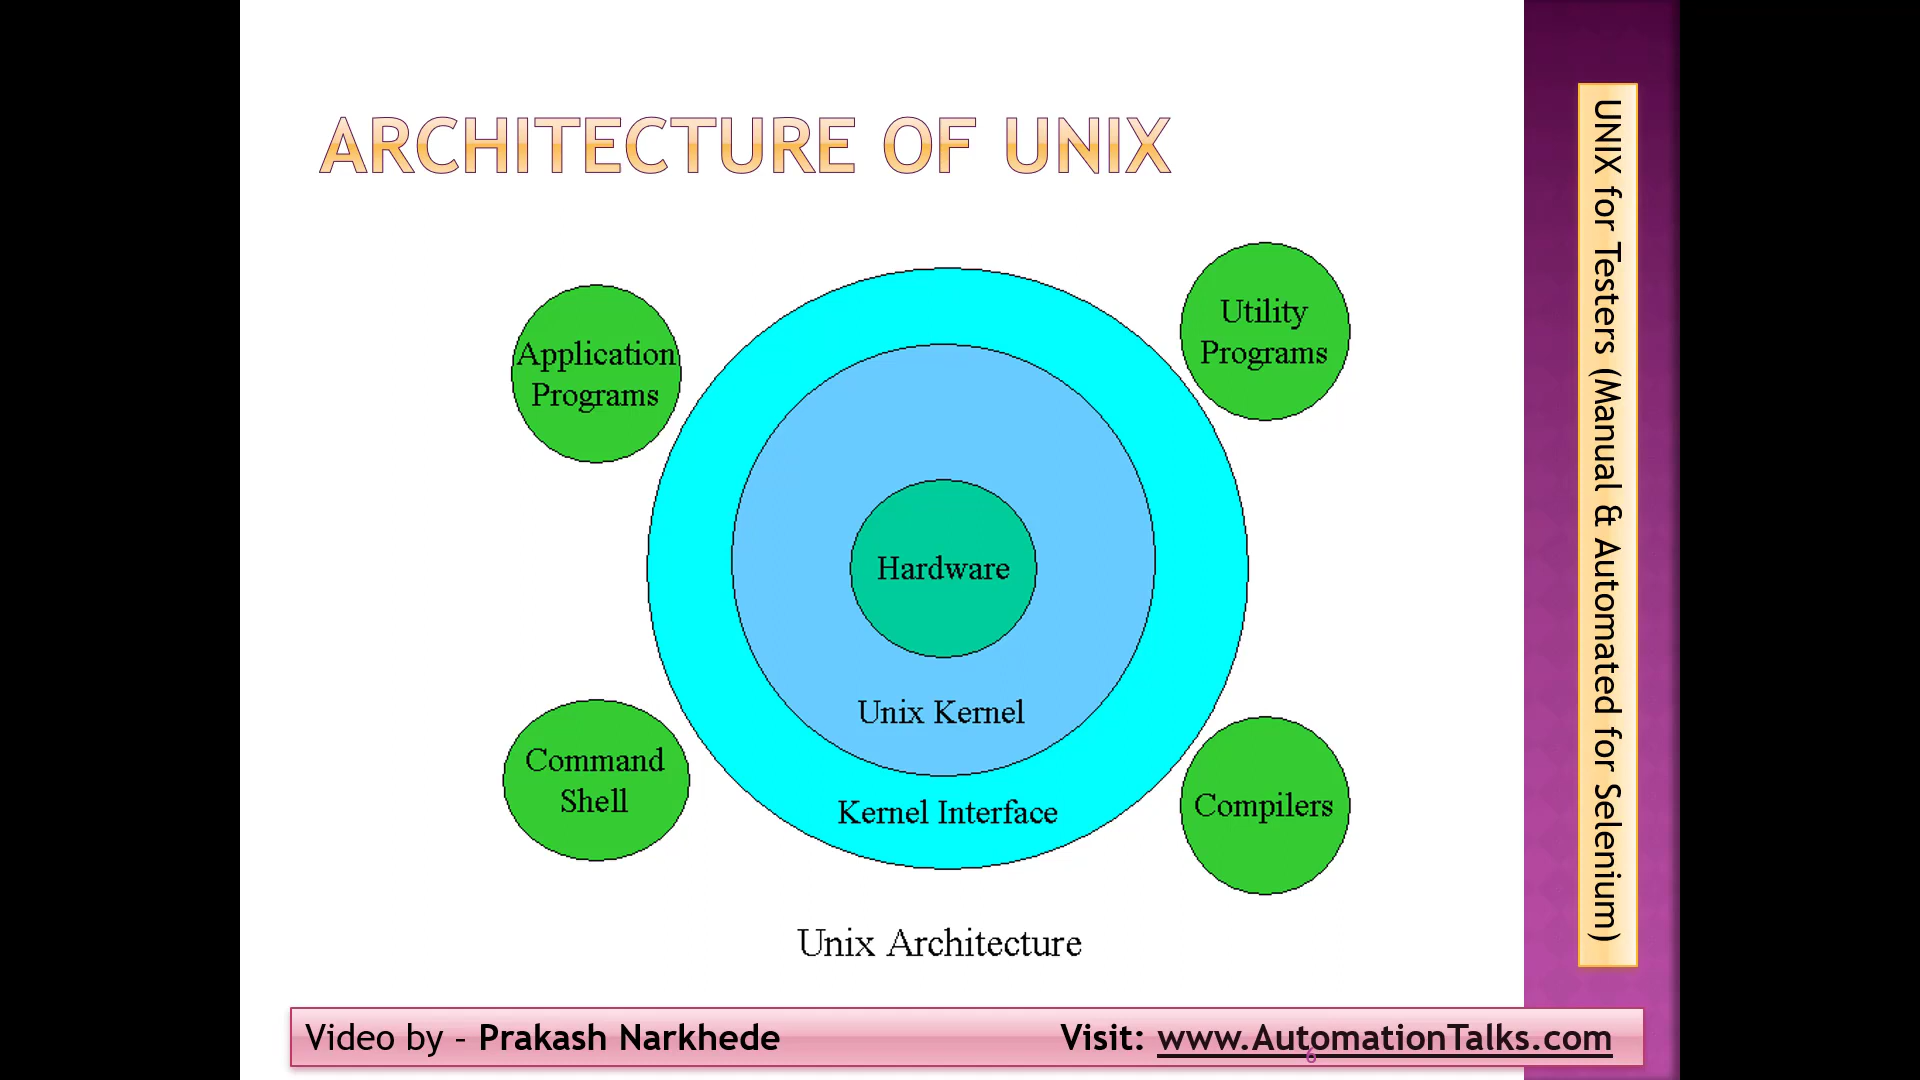 ARCHITECTURE OF UNIX
Application
Programs
Utility
Programs
Hardware
Unix Kernel
Kernel Interface
Command
Shell
Compilers
Unix Architecture
UNIX for Testers (Manual & Automated for Selenium)
Video by – Prakash Narkhede
Visit: www.AutomationTalks.com
6